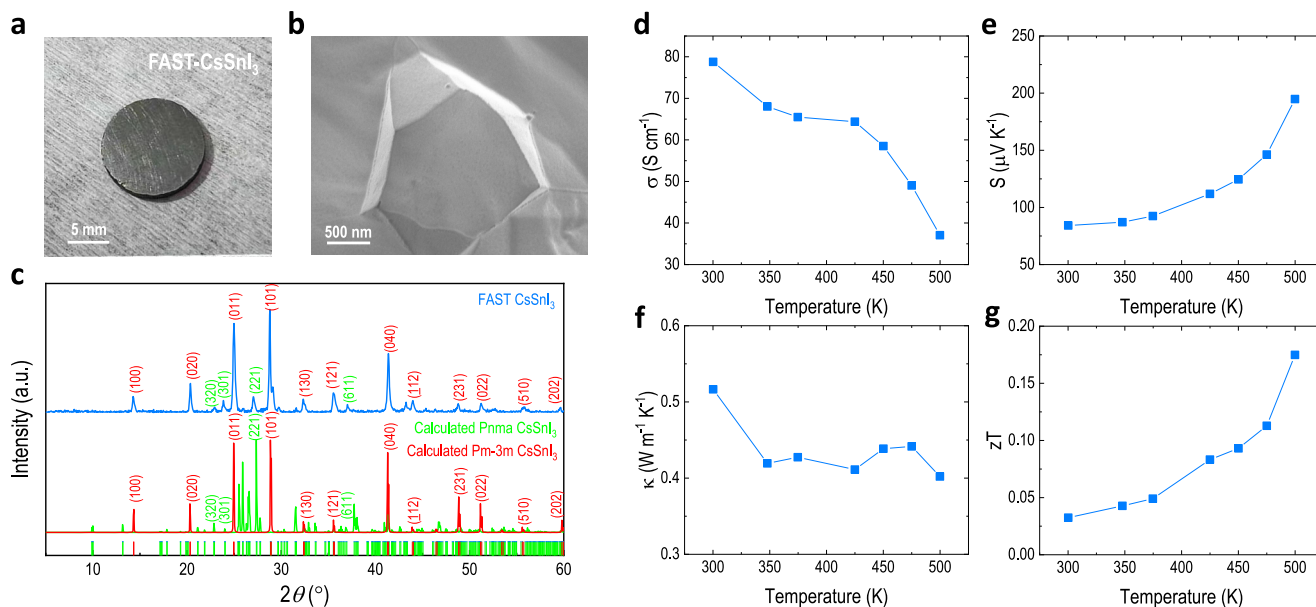 a
FAST-CsSnI₃
5 mm
b
500 nm
c
Intensity (a.u.)
FAST CsSnI₃
(100)
(020)
(320)
(301)
(011)
(221)
(101)
(130)
(121)
(611)
(040)
(112)
(231)
(022)
(510)
(202)
Calculated Pnma CsSnI₃
Calculated Pm-3m CsSnI₃
(100)
(020)
(320)
(301)
(011)
(221)
(101)
(130)
(121)
(611)
(040)
(112)
(231)
(022)
(510)
(202)
10 20 30 40 50 60
2θ (°)
d
σ (S cm⁻¹)
90
80
70
60
50
40
30
300 350 400 450 500
Temperature (K)
e
S (μV K⁻¹)
250
200
150
100
50
300 350 400 450 500
Temperature (K)
f
κ (W m⁻¹ K⁻¹)
0.6
0.5
0.4
0.3
300 350 400 450 500
Temperature (K)
g
zT
0.20
0.15
0.10
0.05
0.00
300 350 400 450 500
Temperature (K)